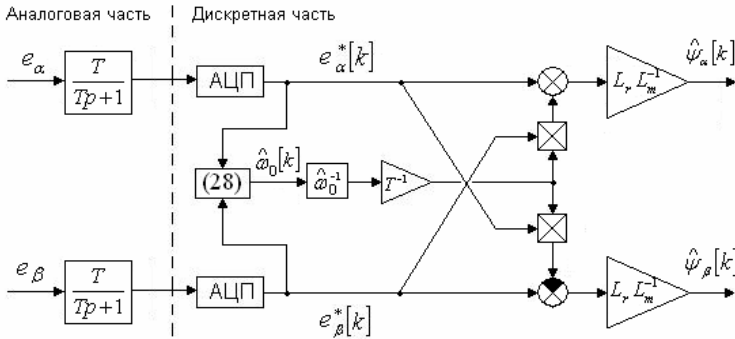 Аналоговая часть
Дискретная часть
e_α
T
Tp+1
АЦП
e*_α[k]
L_r L_m^{-1}
ψ̂_α[k]
(28)
ω̂_0[k]
ω̂_0^{-1}
T^{-1}
e_β
T
Tp+1
АЦП
e*_β[k]
L_r L_m^{-1}
ψ̂_β[k]